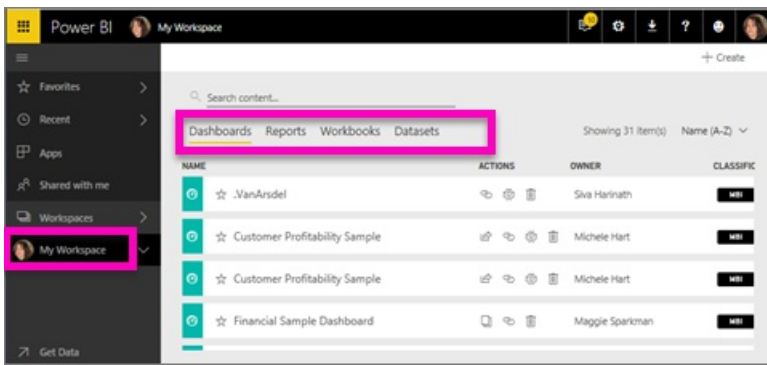 Power BI My Workspace 10 ?
+ Create
Favorites
Recent
Apps
Shared with me
Workspaces
My Workspace
Get Data
Search content...
Dashboards Reports Workbooks Datasets Showing 31 item(s) Name (A-Z)
NAME ACTIONS OWNER CLASSIFIC
.VanArsdel Siva Harinath MBI
Customer Profitability Sample Michele Hart MBI
Customer Profitability Sample Michele Hart MBI
Financial Sample Dashboard Maggie Sparkman MBI